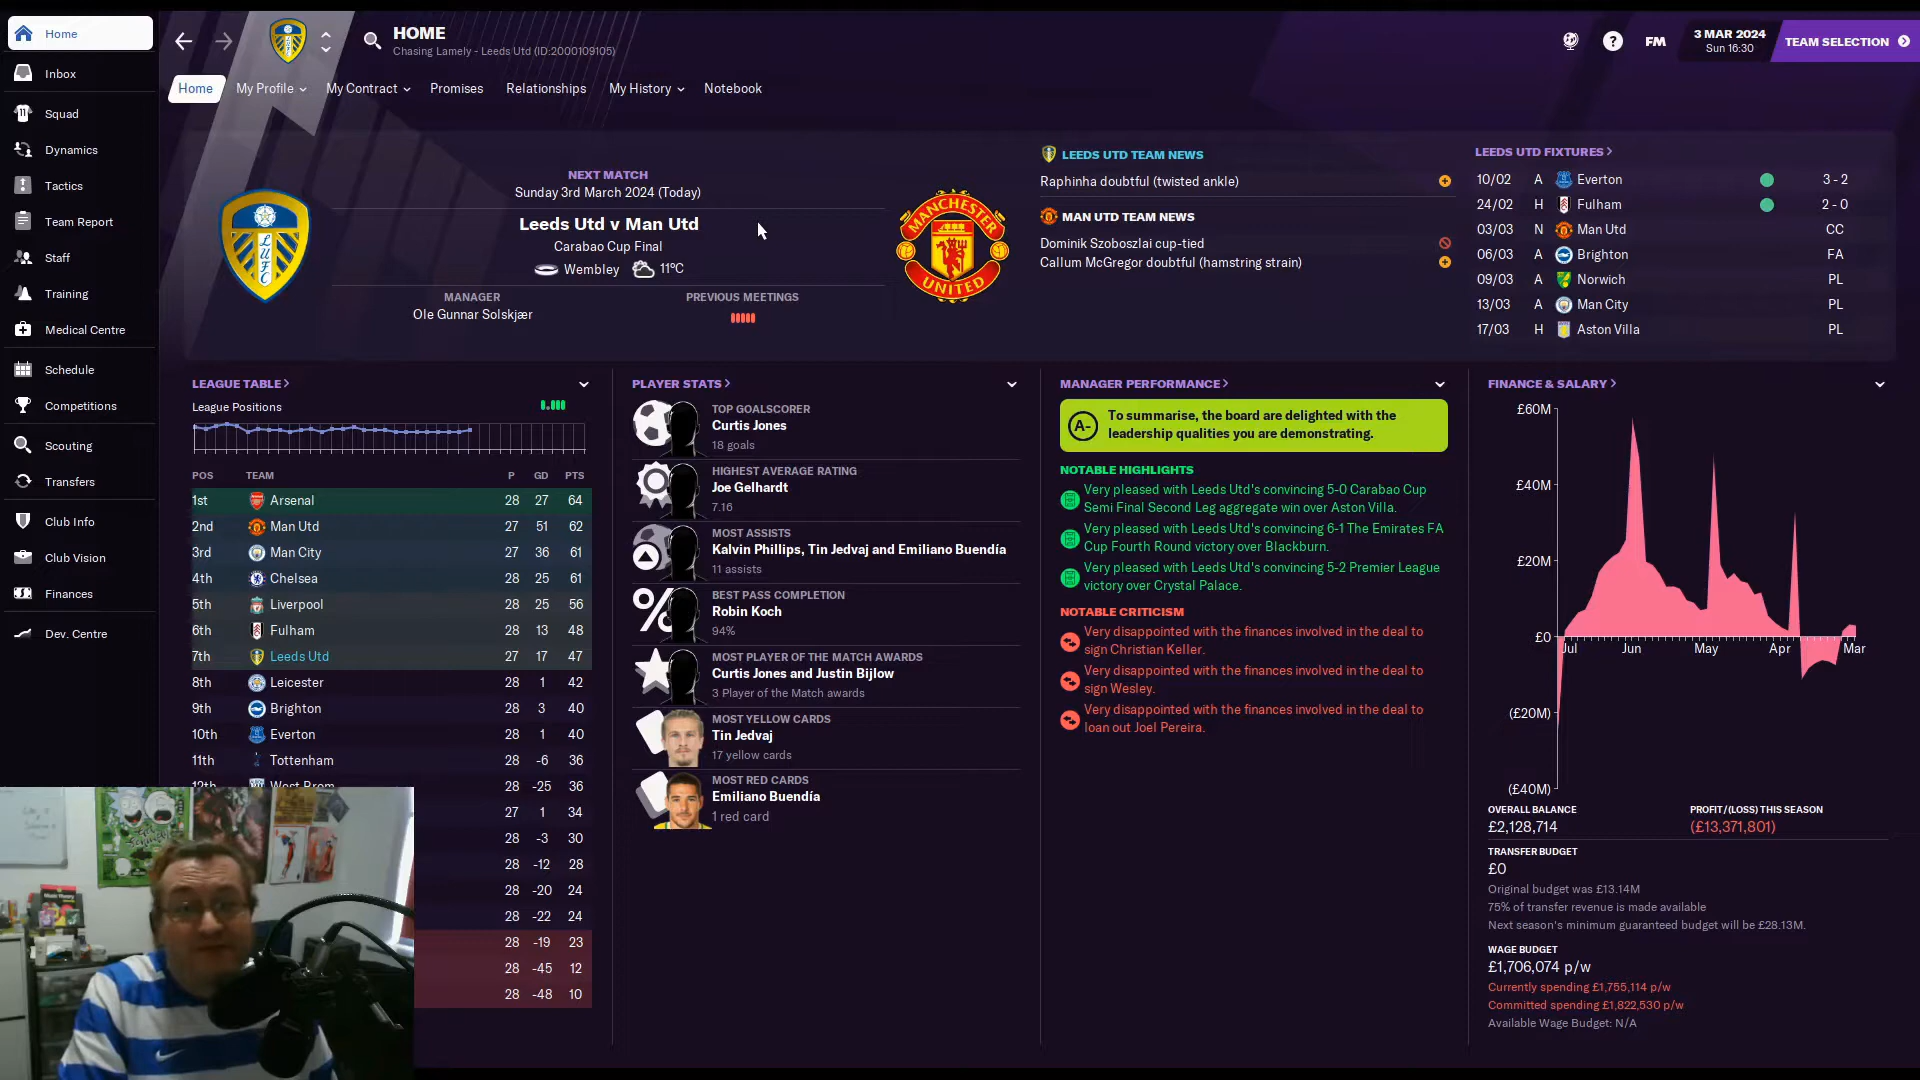 Home
Inbox
Squad
Dynamics
Tactics
Team Report
Staff
Training
Medical Centre
Schedule
Competitions
Scouting
Transfers
Club Info
Club Vision
Finances
Dev. Centre
HOME
Chasing Lamely - Leeds Utd (ID:2000109105)
FM
3 MAR 2024
Sun 16:30
TEAM SELECTION
Home My Profile My Contract Promises Relationships My History Notebook
NEXT MATCH
Sunday 3rd March 2024 (Today)
Leeds Utd v Man Utd
Carabao Cup Final
Wembley 11ºC
MANAGER
Ole Gunnar Solskjær
PREVIOUS MEETINGS
MANCHESTER
UNITED
LEEDS UTD TEAM NEWS
Raphinha doubtful (twisted ankle)
MAN UTD TEAM NEWS
Dominik Szoboszlai cup-tied
Callum McGregor doubtful (hamstring strain)
LEEDS UTD FIXTURES
10/02 A Everton 3 - 2
24/02 H Fulham 2 - 0
03/03 N Man Utd CC
06/03 A Brighton FA
09/03 A Norwich PL
13/03 A Man City PL
17/03 H Aston Villa PL
LEAGUE TABLE
League Positions
POS TEAM P GD PTS
1st Arsenal 28 27 64
2nd Man Utd 27 51 62
3rd Man City 27 36 61
4th Chelsea 28 25 61
5th Liverpool 28 25 56
6th Fulham 28 13 48
7th Leeds Utd 27 17 47
8th Leicester 28 1 42
9th Brighton 28 3 40
10th Everton 28 1 40
11th Tottenham 28 -6 36
12th West Brom 28 -25 36
27 1 34
28 -3 30
28 -12 28
28 -20 24
28 -22 24
28 -19 23
28 -45 12
28 -48 10
PLAYER STATS
TOP GOALSCORER
Curtis Jones
18 goals
HIGHEST AVERAGE RATING
Joe Gelhardt
7.16
MOST ASSISTS
Kalvin Phillips, Tin Jedvaj and Emiliano Buendía
11 assists
BEST PASS COMPLETION
Robin Koch
94%
MOST PLAYER OF THE MATCH AWARDS
Curtis Jones and Justin Bijlow
3 Player of the Match awards
MOST YELLOW CARDS
Tin Jedvaj
17 yellow cards
MOST RED CARDS
Emiliano Buendía
1 red card
MANAGER PERFORMANCE
A-
To summarise, the board are delighted with the
leadership qualities you are demonstrating.
NOTABLE HIGHLIGHTS
Very pleased with Leeds Utd's convincing 5-0 Carabao Cup
Semi Final Second Leg aggregate win over Aston Villa.
Very pleased with Leeds Utd's convincing 6-1 The Emirates FA
Cup Fourth Round victory over Blackburn.
Very pleased with Leeds Utd's convincing 5-2 Premier League
victory over Crystal Palace.
NOTABLE CRITICISM
Very disappointed with the finances involved in the deal to
sign Christian Keller.
Very disappointed with the finances involved in the deal to
sign Wesley.
Very disappointed with the finances involved in the deal to
loan out Joel Pereira.
FINANCE & SALARY
£60M
£40M
£20M
£0
(£20M)
(£40M)
Jul Jun May Apr Mar
OVERALL BALANCE
£2,128,714
PROFIT/(LOSS) THIS SEASON
(£13,371,801)
TRANSFER BUDGET
£0
Original budget was £13.14M
75% of transfer revenue is made available
Next season's minimum guaranteed budget will be £28.13M.
WAGE BUDGET
£1,706,074 p/w
Currently spending £1,755,114 p/w
Committed spending £1,822,530 p/w
Available Wage Budget: N/A